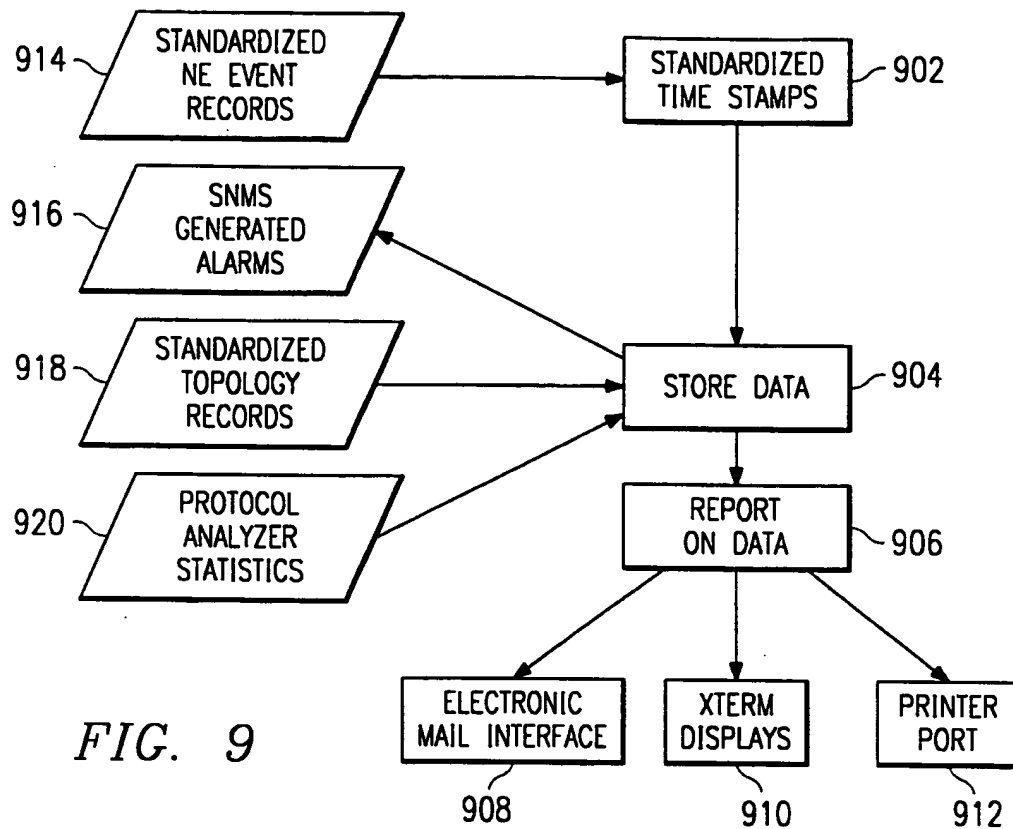 914
STANDARDIZED
NE EVENT
RECORDS
STANDARDIZED
TIME STAMPS
902
916
SNMS
GENERATED
ALARMS
918
STANDARDIZED
TOPOLOGY
RECORDS
STORE DATA
904
920
PROTOCOL
ANALYZER
STATISTICS
REPORT
ON DATA
906
ELECTRONIC
MAIL INTERFACE
908
XTERM
DISPLAYS
910
PRINTER
PORT
912
FIG. 9